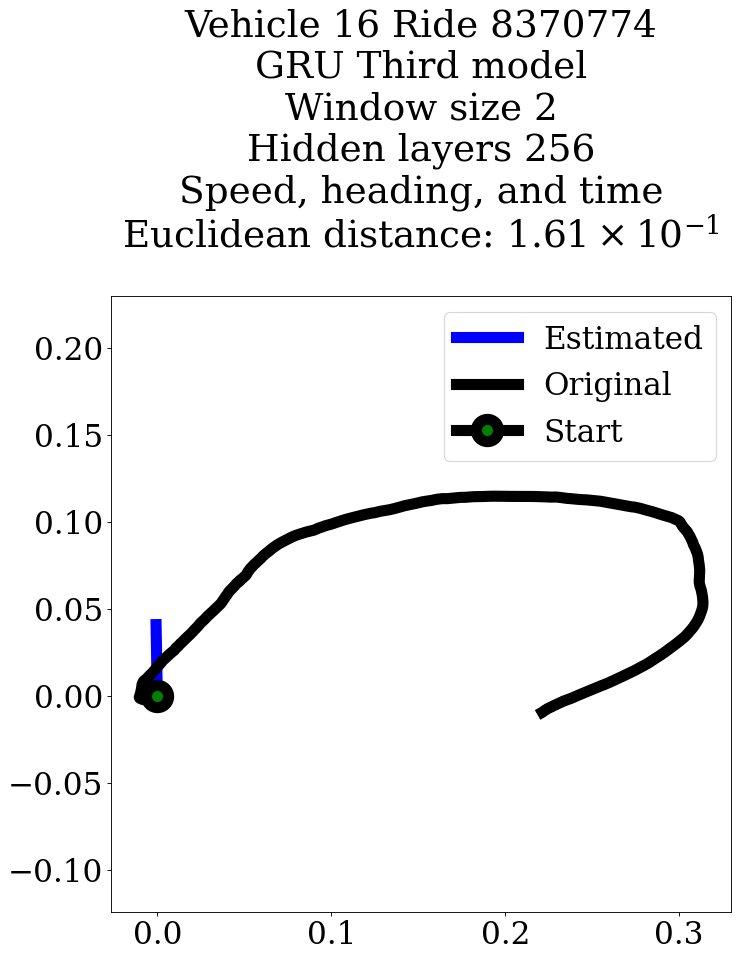 Vehicle 16 Ride 8370774
GRU Third model
Window size 2
Hidden layers 256
Speed, heading, and time
Euclidean distance: 1.61 × 10⁻¹
Estimated
Original
Start
0.20
0.15
0.10
0.05
0.00
−0.05
−0.10
0.0 0.1 0.2 0.3